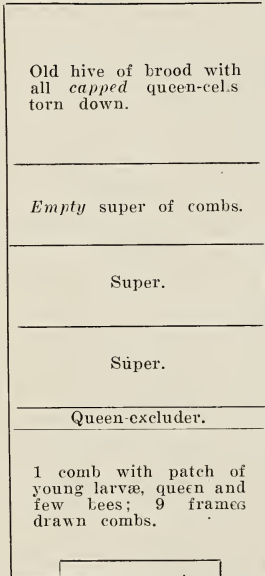 Old hive of brood with
all capped queen-cells
torn down.
Empty super of combs.
Super.
Super.
Queen-excluder.
1 comb with patch of
young larvæ, queen and
few bees; 9 frames
drawn combs.